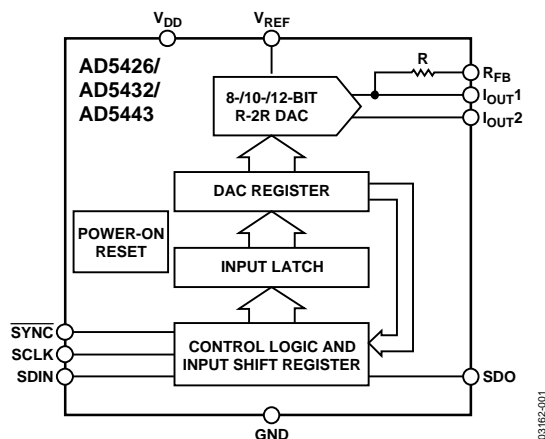 VDD
VREF
AD5426/
AD5432/
AD5443
R
RFB
8-/10-/12-BIT
R-2R DAC
IOUT1
IOUT2
DAC REGISTER
POWER-ON
RESET
INPUT LATCH
SYNC
SCLK
SDIN
CONTROL LOGIC AND
INPUT SHIFT REGISTER
SDO
GND
03162-001